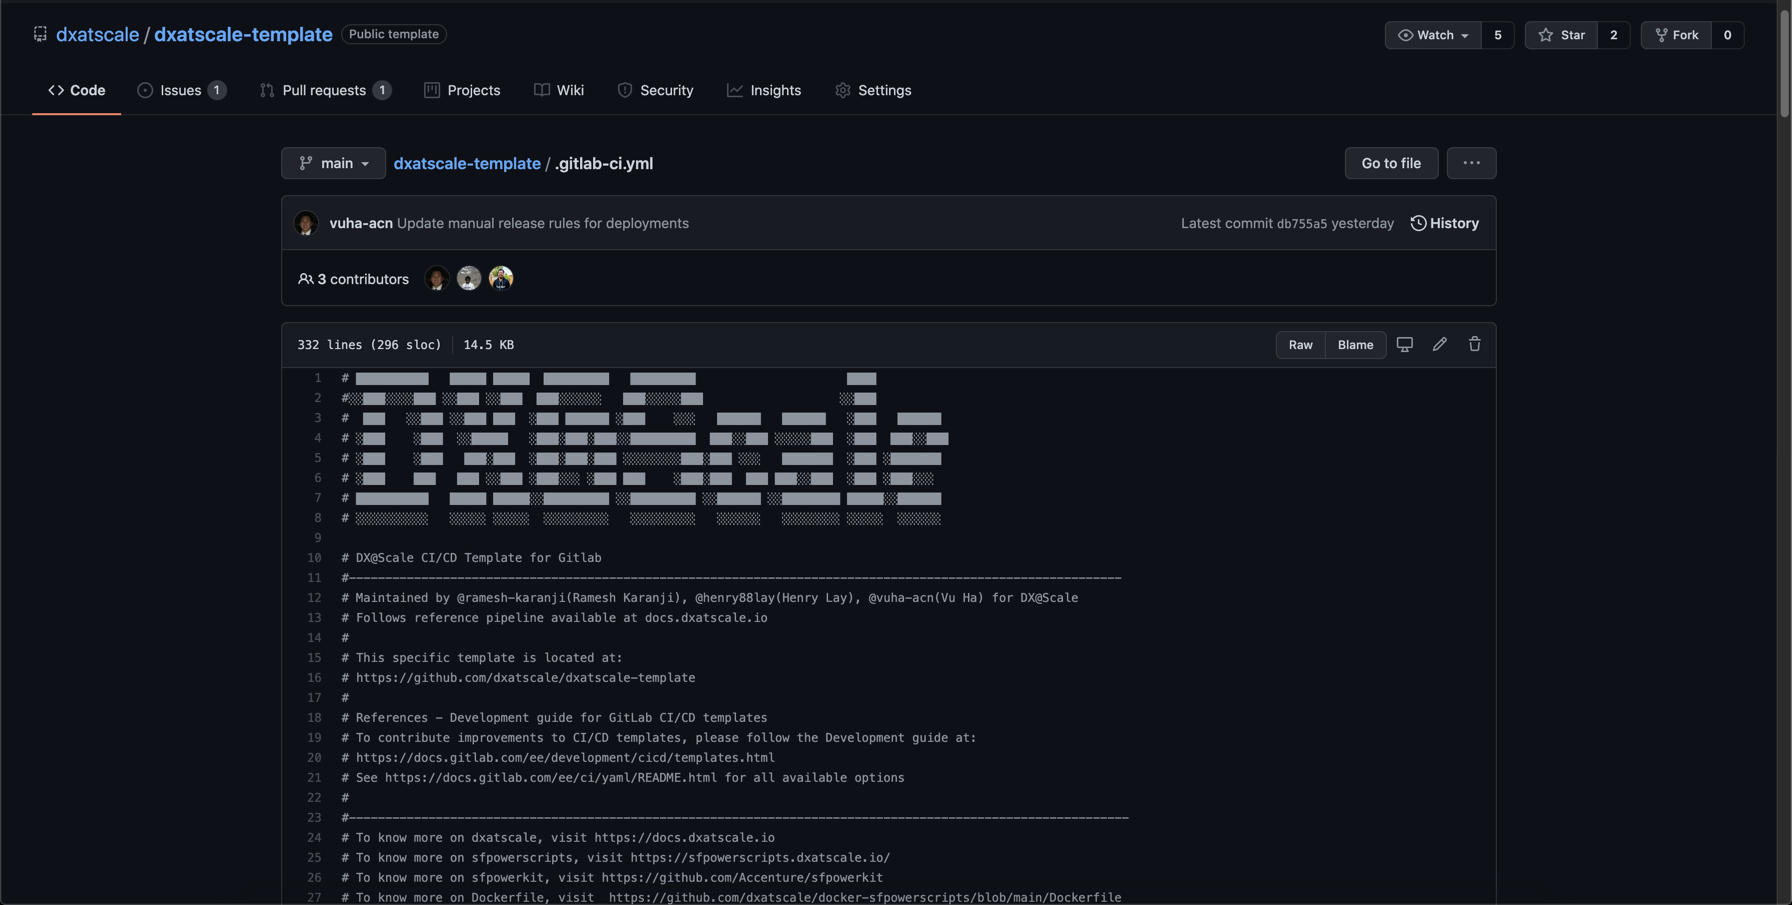 dxatscale / dxatscale-template Public template
Watch 5 Star 2 Fork 0
Code Issues 1 Pull requests 1 Projects Wiki Security Insights Settings
main dxatscale-template / .gitlab-ci.yml Go to file ...
vuha-acn Update manual release rules for deployments Latest commit db755a5 yesterday History
3 contributors
332 lines (296 sloc) 14.5 KB Raw Blame
1 #
2 #
3 #
4 #
5 #
6 #
7 #
8 #
9
10 # DX@Scale CI/CD Template for Gitlab
11 #-----------------------------------------------------------------------------------------------------------
12 # Maintained by @ramesh-karanji(Ramesh Karanji), @henry88lay(Henry Lay), @vuha-acn(Vu Ha) for DX@Scale
13 # Follows reference pipeline available at docs.dxatscale.io
14 #
15 # This specific template is located at:
16 # https://github.com/dxatscale/dxatscale-template
17 #
18 # References - Development guide for GitLab CI/CD templates
19 # To contribute improvements to CI/CD templates, please follow the Development guide at:
20 # https://docs.gitlab.com/ee/development/cicd/templates.html
21 # See https://docs.gitlab.com/ee/ci/yaml/README.html for all available options
22 #
23 #------------------------------------------------------------------------------------------------------------
24 # To know more on dxatscale, visit https://docs.dxatscale.io
25 # To know more on sfpowerscripts, visit https://sfpowerscripts.dxatscale.io/
26 # To know more on sfpowerkit, visit https://github.com/Accenture/sfpowerkit
27 # To know more on Dockerfile, visit  https://github.com/dxatscale/docker-sfpowerscripts/blob/main/Dockerfile